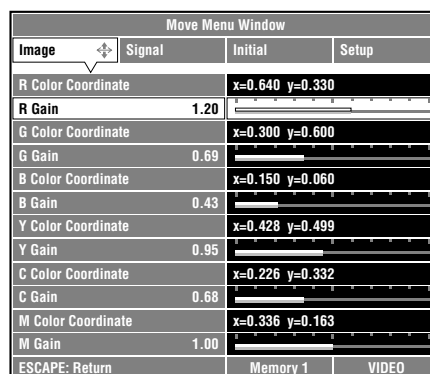 Move Menu Window
Image Signal Initial Setup
R Color Coordinate x=0.640 y=0.330
R Gain 1.20
G Color Coordinate x=0.300 y=0.600
G Gain 0.69
B Color Coordinate x=0.150 y=0.060
B Gain 0.43
Y Color Coordinate x=0.428 y=0.499
Y Gain 0.95
C Color Coordinate x=0.226 y=0.332
C Gain 0.68
M Color Coordinate x=0.336 y=0.163
M Gain 1.00
ESCAPE: Return Memory 1 VIDEO